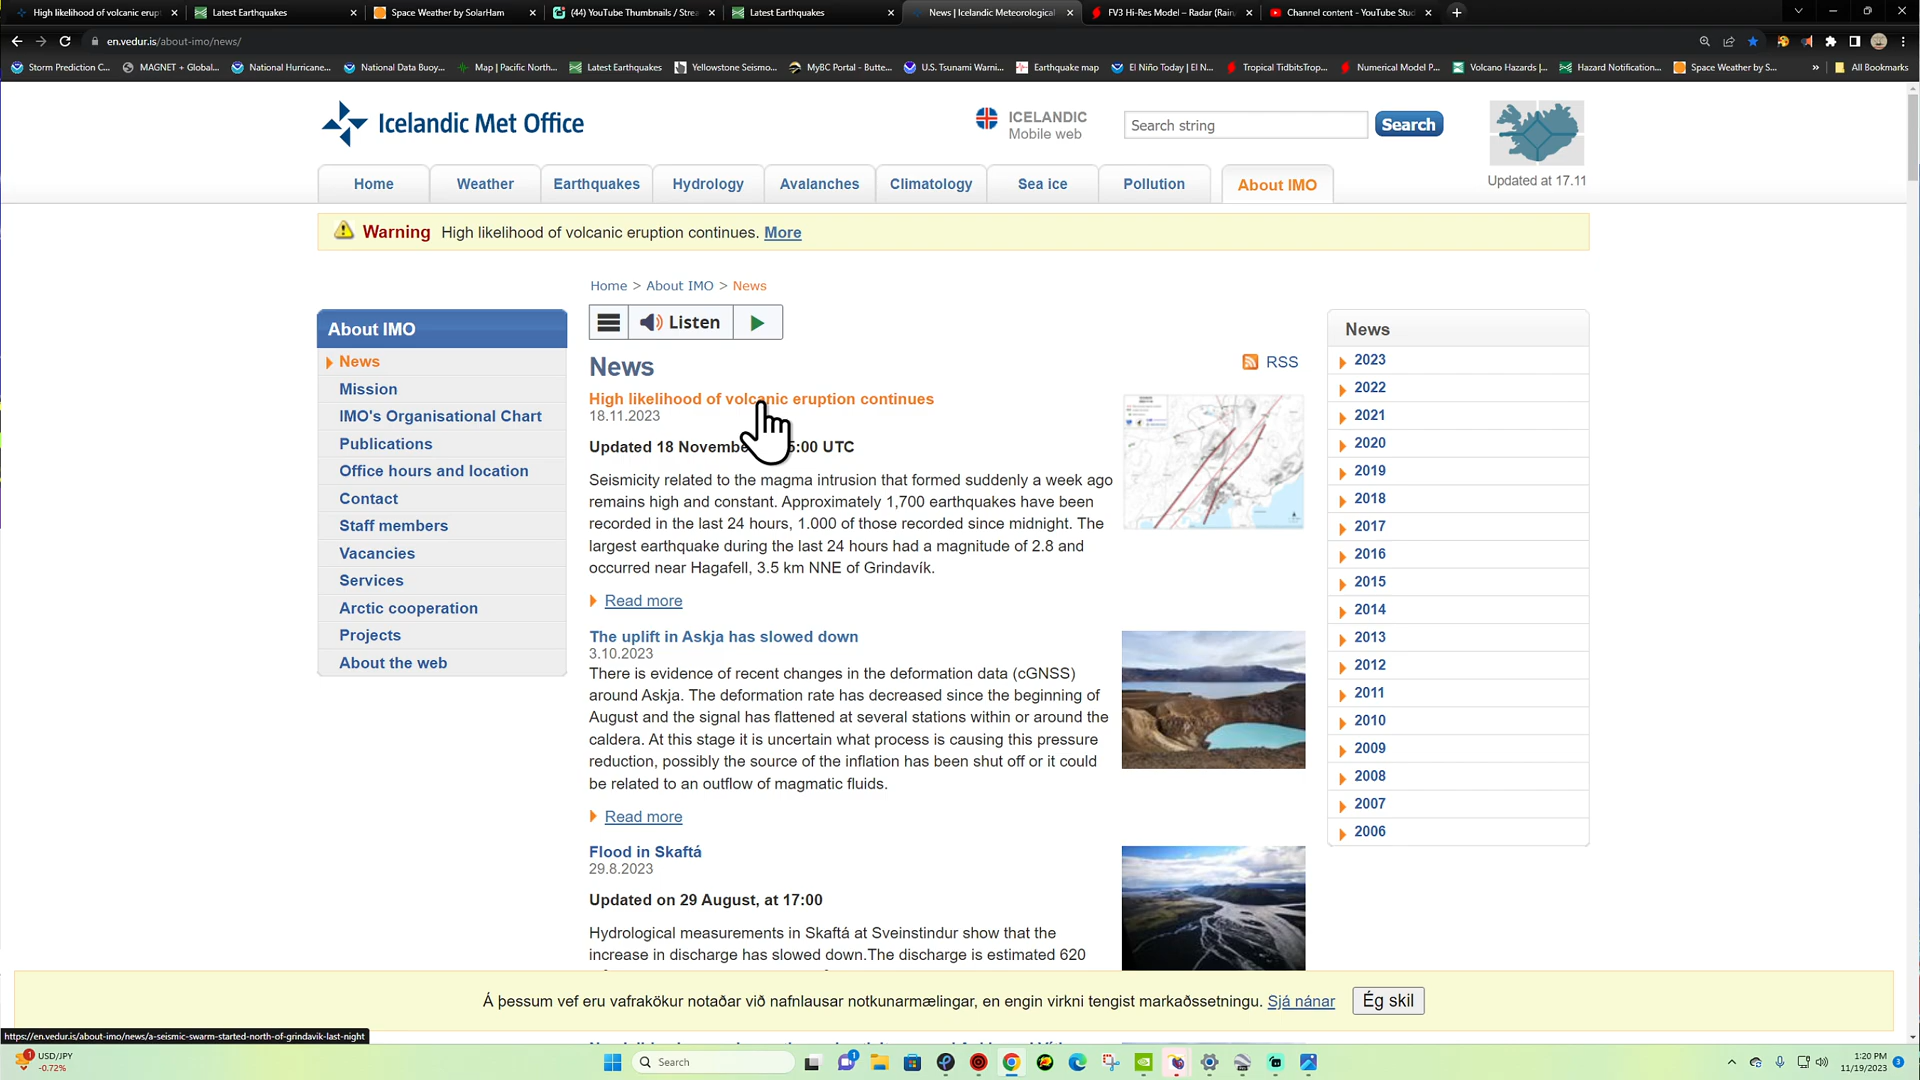 High likelihood of volcanic erupt
Latest Earthquakes
Space Weather by SolarHam
(44) YouTube Thumbnails / Stre
Latest Earthquakes
News | Icelandic Meteorological
FV3 Hi-Res Model – Radar (Rain
Channel content - YouTube Stud
en.vedur.is/about-imo/news/
Storm Prediction C...
MAGNET + Global...
National Hurricane...
National Data Buoy...
Map | Pacific North...
Latest Earthquakes
Yellowstone Seismo...
MyBC Portal - Butte...
U.S. Tsunami Warni...
Earthquake map
El Niño Today | El N...
Tropical TidbitsTrop...
Numerical Model P...
Volcano Hazards |...
Hazard Notification...
Space Weather by S...
»
All Bookmarks
Icelandic Met Office
ICELANDIC
Mobile web
Search string
Search
Updated at 17.11
Home
Weather
Earthquakes
Hydrology
Avalanches
Climatology
Sea ice
Pollution
About IMO
Warning High likelihood of volcanic eruption continues. More
Home > About IMO > News
Listen
About IMO
News
Mission
IMO's Organisational Chart
Publications
Office hours and location
Contact
Staff members
Vacancies
Services
Arctic cooperation
Projects
About the web
News
RSS
High likelihood of volcanic eruption continues
18.11.2023
Updated 18 Novembe 5:00 UTC
Seismicity related to the magma intrusion that formed suddenly a week ago
remains high and constant. Approximately 1,700 earthquakes have been
recorded in the last 24 hours, 1.000 of those recorded since midnight. The
largest earthquake during the last 24 hours had a magnitude of 2.8 and
occurred near Hagafell, 3.5 km NNE of Grindavík.
Read more
The uplift in Askja has slowed down
3.10.2023
There is evidence of recent changes in the deformation data (cGNSS)
around Askja. The deformation rate has decreased since the beginning of
August and the signal has flattened at several stations within or around the
caldera. At this stage it is uncertain what process is causing this pressure
reduction, possibly the source of the inflation has been shut off or it could
be related to an outflow of magmatic fluids.
Read more
Flood in Skaftá
29.8.2023
Updated on 29 August, at 17:00
Hydrological measurements in Skaftá at Sveinstindur show that the
increase in discharge has slowed down.The discharge is estimated 620
News
2023
2022
2021
2020
2019
2018
2017
2016
2015
2014
2013
2012
2011
2010
2009
2008
2007
2006
Á þessum vef eru vafrakökur notaðar við nafnlausar notkunarmælingar, en engin virkni tengist markaðssetningu. Sjá nánar
Ég skil
https://en.vedur.is/about-imo/news/a-seismic-swarm-started-north-of-grindavik-last-night
1
USD/JPY
-0.72%
Search
1
1:20 PM
11/19/2023
3